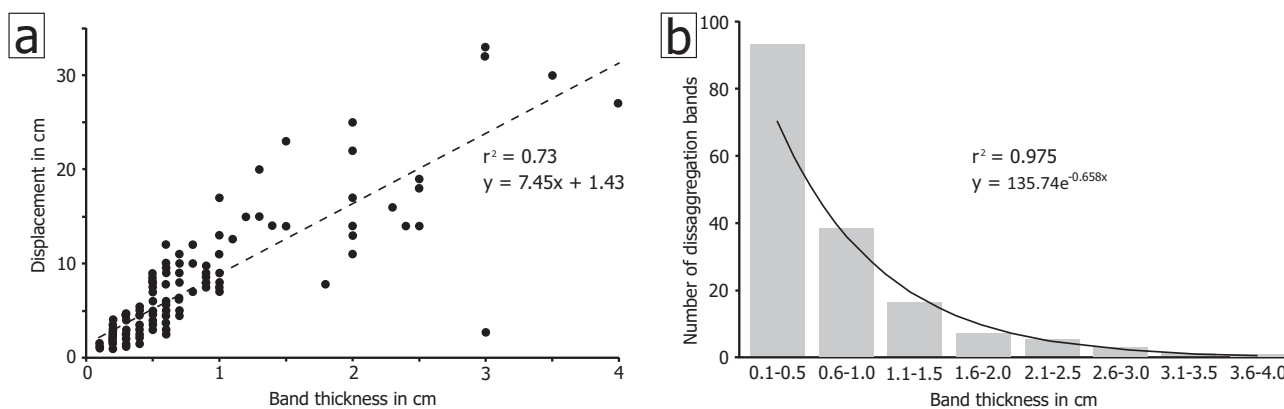 a
Displacement in cm
30
20
10
0
r² = 0.73
y = 7.45x + 1.43
0
1
2
3
4
Band thickness in cm
b
Number of dissaggregation bands
100
80
60
40
20
0
r² = 0.975
y = 135.74e^-0.658x
0.1-0.5 0.6-1.0 1.1-1.5 1.6-2.0 2.1-2.5 2.6-3.0 3.1-3.5 3.6-4.0
Band thickness in cm